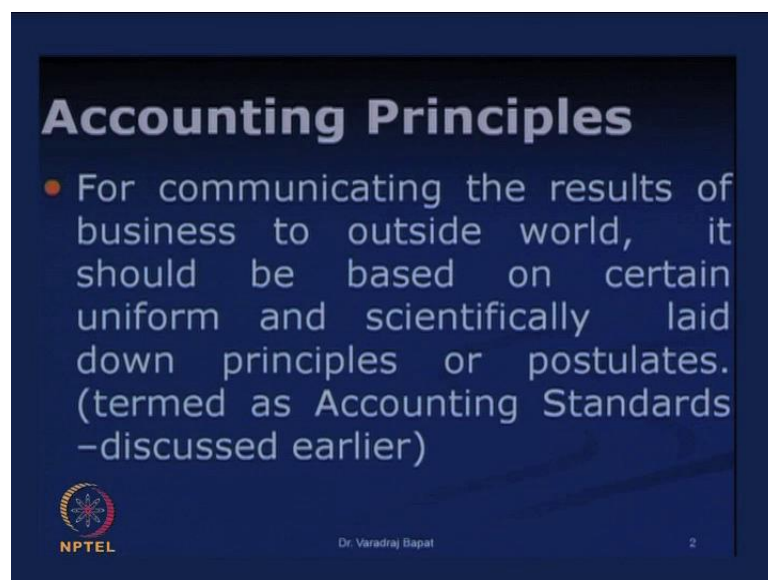 Accounting Principles
• For communicating the results of
business to outside world, it
should be based on certain
uniform and scientifically laid
down principles or postulates.
(termed as Accounting Standards
–discussed earlier)
NPTEL
Dr. Varadraj Bapat
2